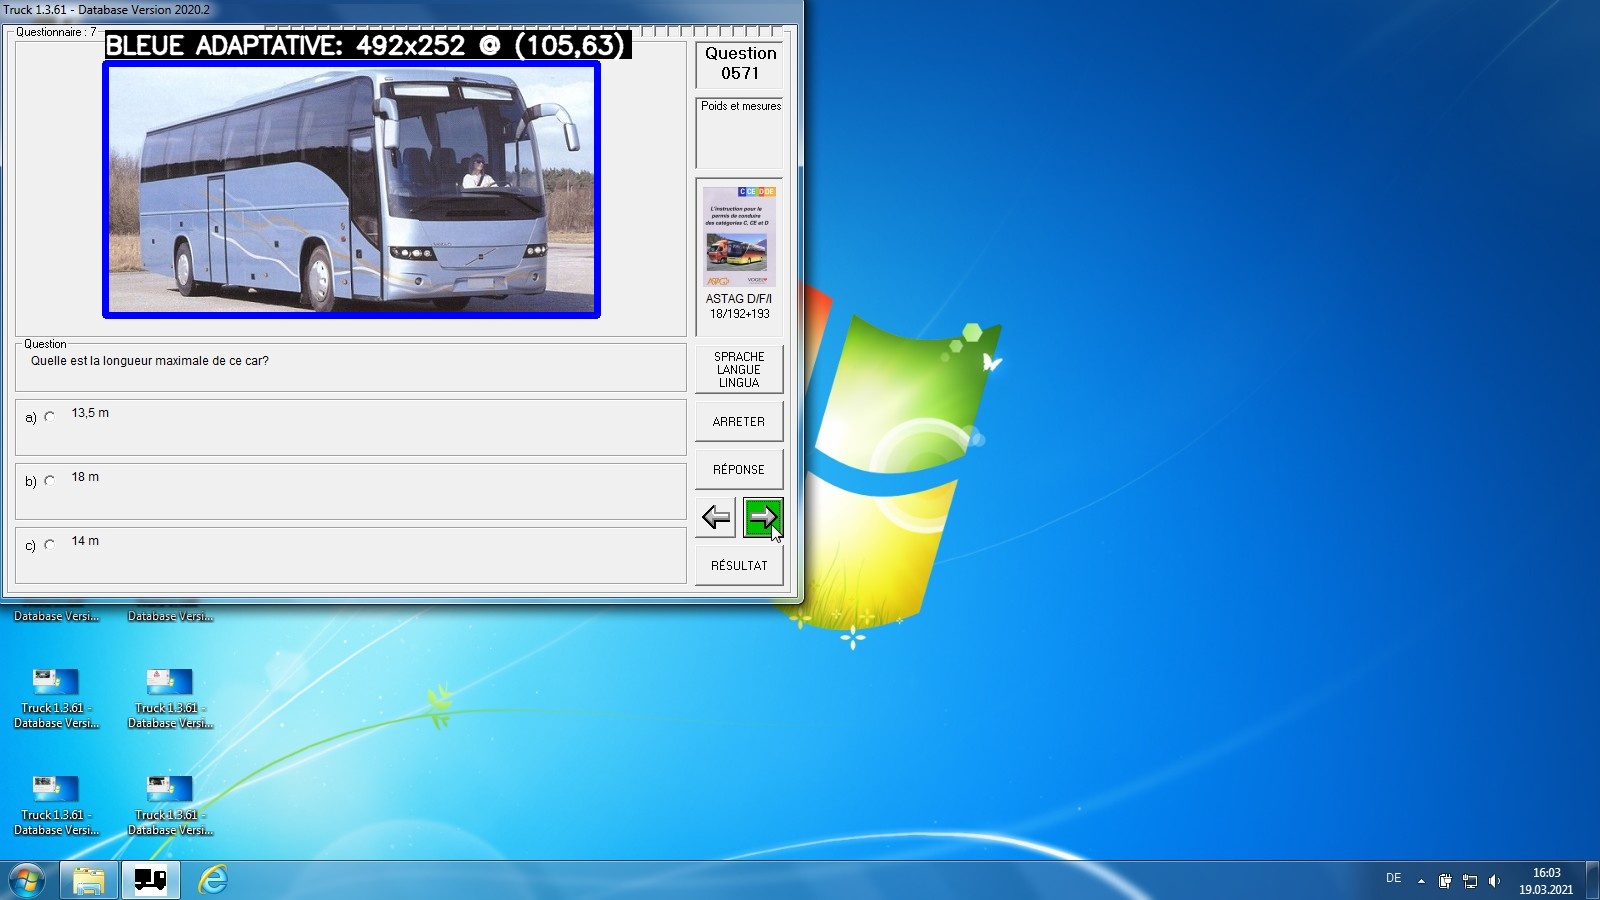 Truck 1.3.61 - Database Version 2020.2
Questionnaire : 7
BLEUE ADAPTATIVE: 492x252 @ (105,63)
Question
0571
Poids et mesures
C CE D DE
L'instruction pour le
permis de conduire
des catégories C, CE et D
ASTAG D/F/I
18/192+193
Question
Quelle est la longueur maximale de ce car?
SPRACHE
LANGUE
LINGUA
a) 13,5 m
ARRETER
b) 18 m
RÉPONSE
c) 14 m
RÉSULTAT
Database Versi...
Database Versi...
Truck 1.3.61 -
Database Versi...
Truck 1.3.61 -
Database Versi...
Truck 1.3.61 -
Database Versi...
Truck 1.3.61 -
Database Versi...
DE
16:03
19.03.2021